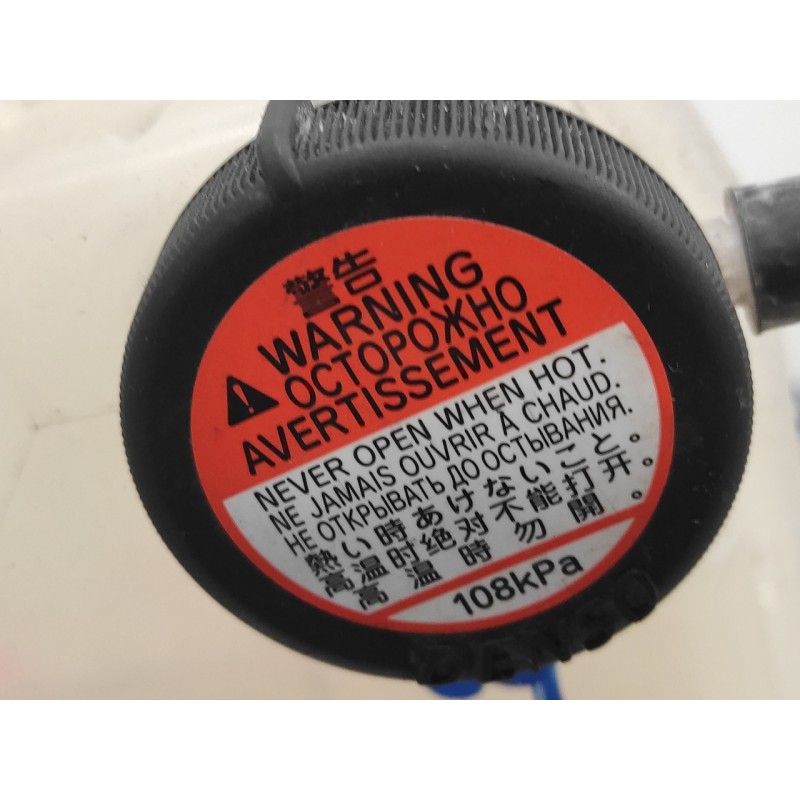 警告
WARNING
ОСТОРОЖНО
AVERTISSEMENT
NEVER OPEN WHEN HOT.
NE JAMAIS OUVRIR À CHAUD.
НЕ ОТКРЫВАТЬ ДО ОСТЫВАНИЯ.
熱い時あけないこと。
高温时绝对不能打开。
高温時勿開。
108kPa
DENSO